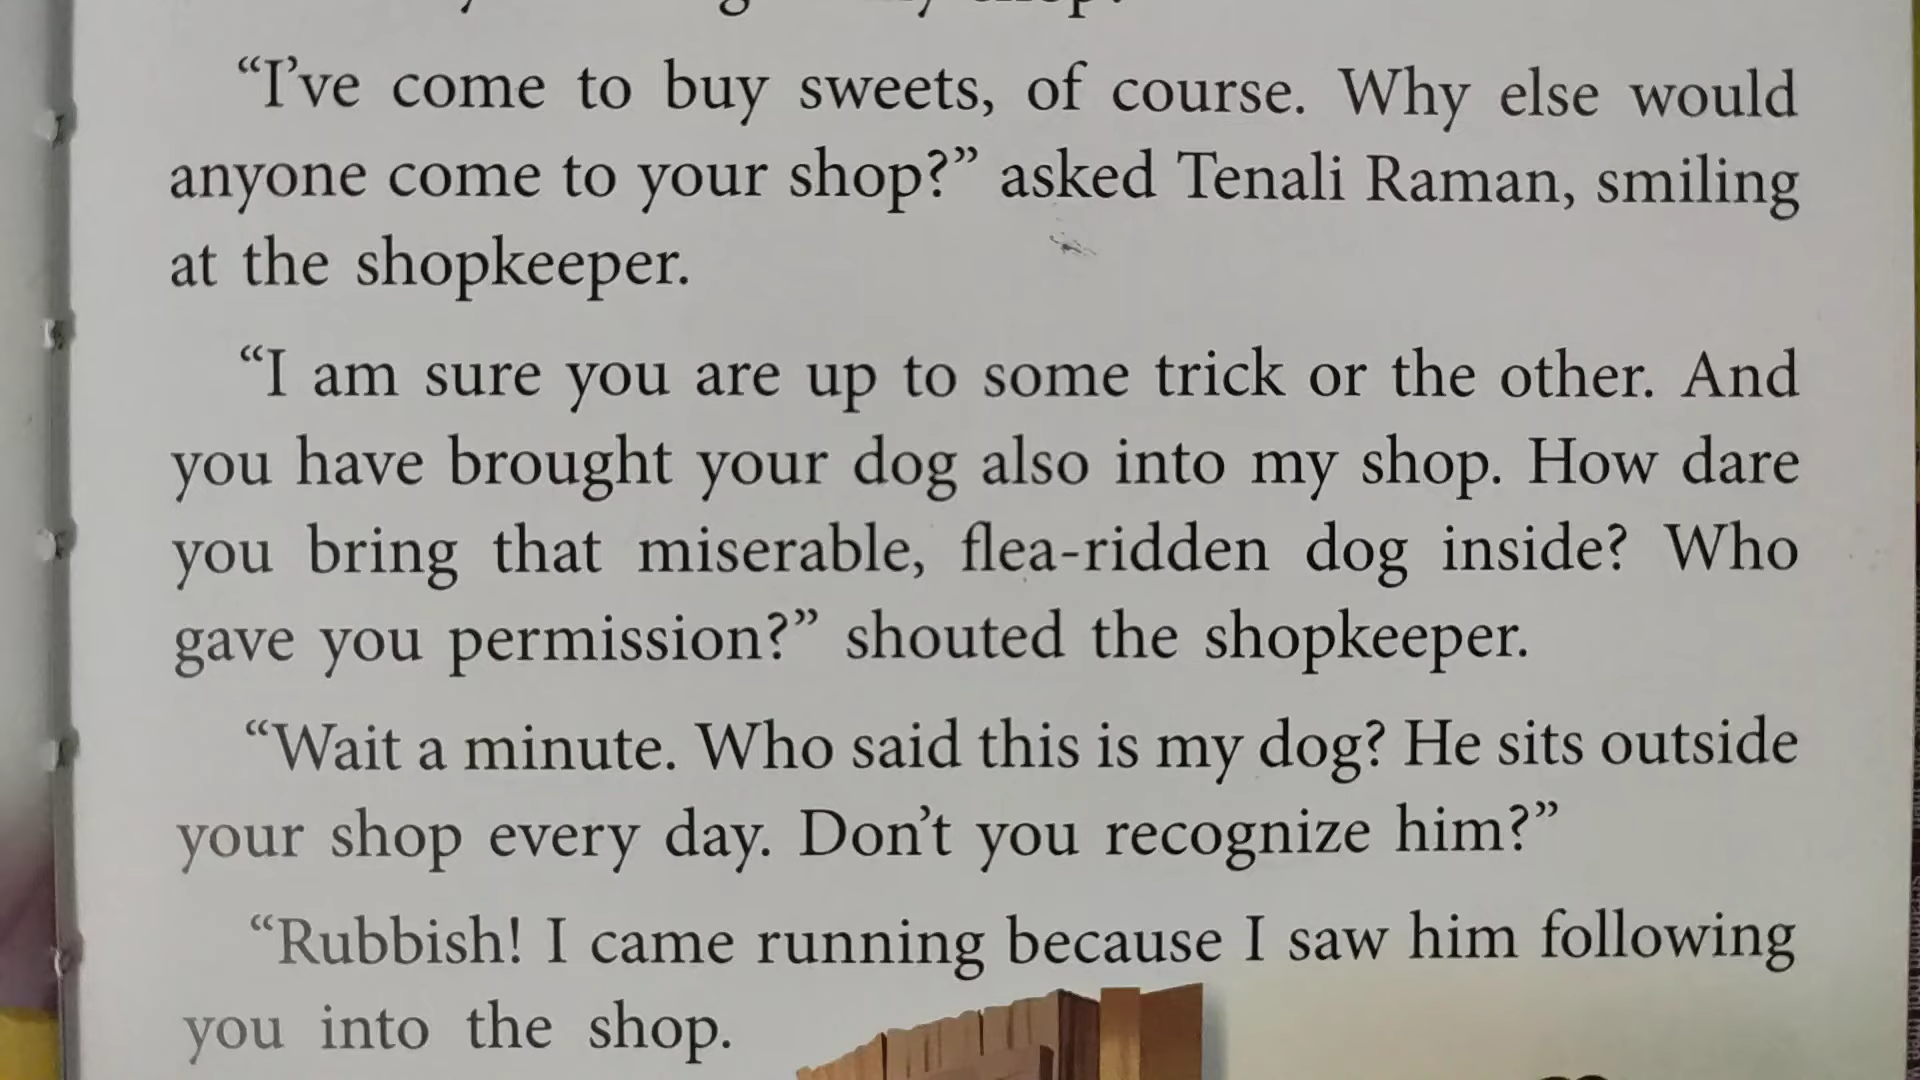 “I’ve come to buy sweets, of course. Why else would
anyone come to your shop?” asked Tenali Raman, smiling
at the shopkeeper.
“I am sure you are up to some trick or the other. And
you have brought your dog also into my shop. How dare
you bring that miserable, flea-ridden dog inside? Who
gave you permission?” shouted the shopkeeper.
“Wait a minute. Who said this is my dog? He sits outside
your shop every day. Don’t you recognize him?”
“Rubbish! I came running because I saw him following
you into the shop.